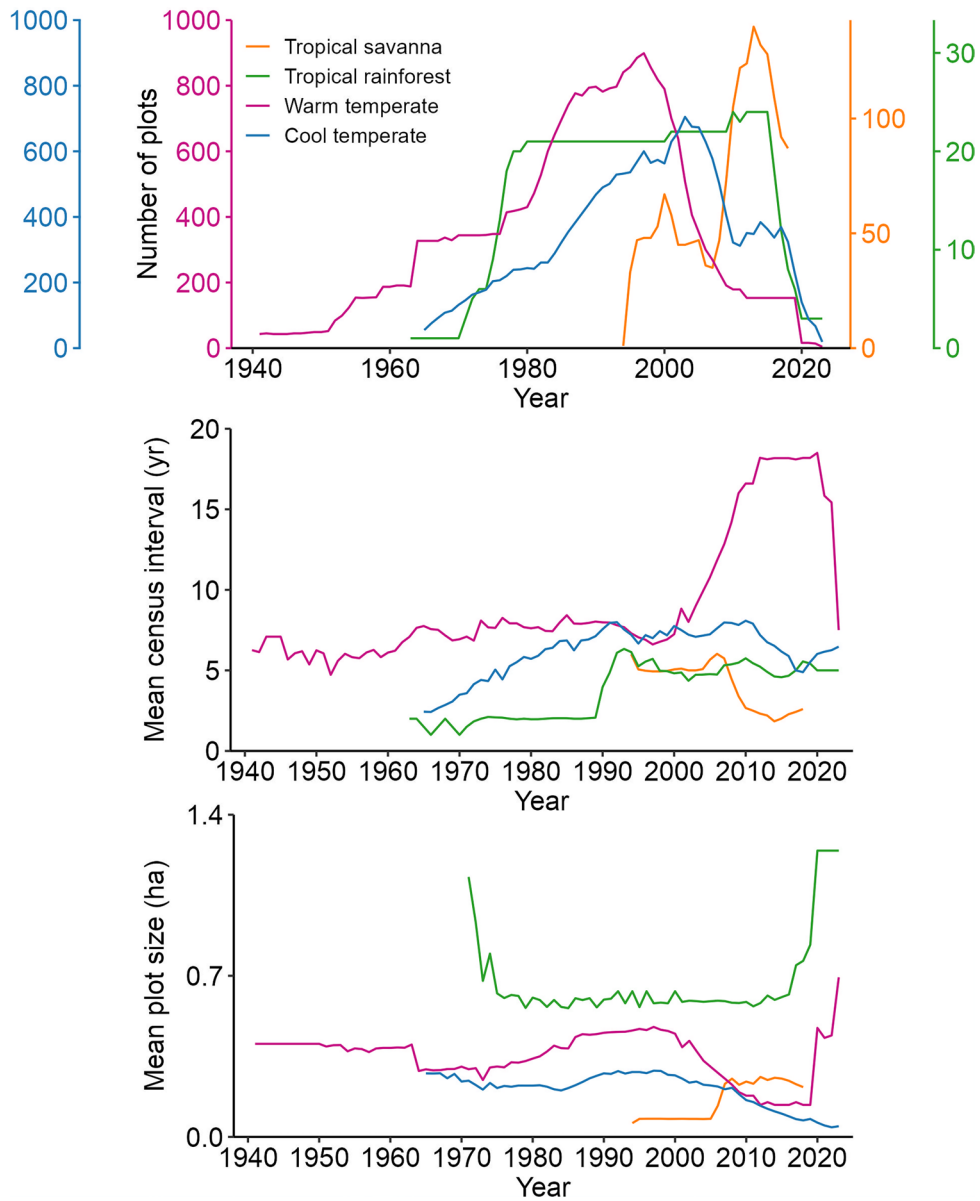 1000
800
600
400
200
0
Number of plots
1000
800
600
400
200
0
Tropical savanna
Tropical rainforest
Warm temperate
Cool temperate
100
50
0
30
20
10
0
1940 1960 1980 2000 2020
Year
Mean census interval (yr)
20
15
10
5
0
1940 1950 1960 1970 1980 1990 2000 2010 2020
Year
Mean plot size (ha)
1.4
0.7
0.0
1940 1950 1960 1970 1980 1990 2000 2010 2020
Year